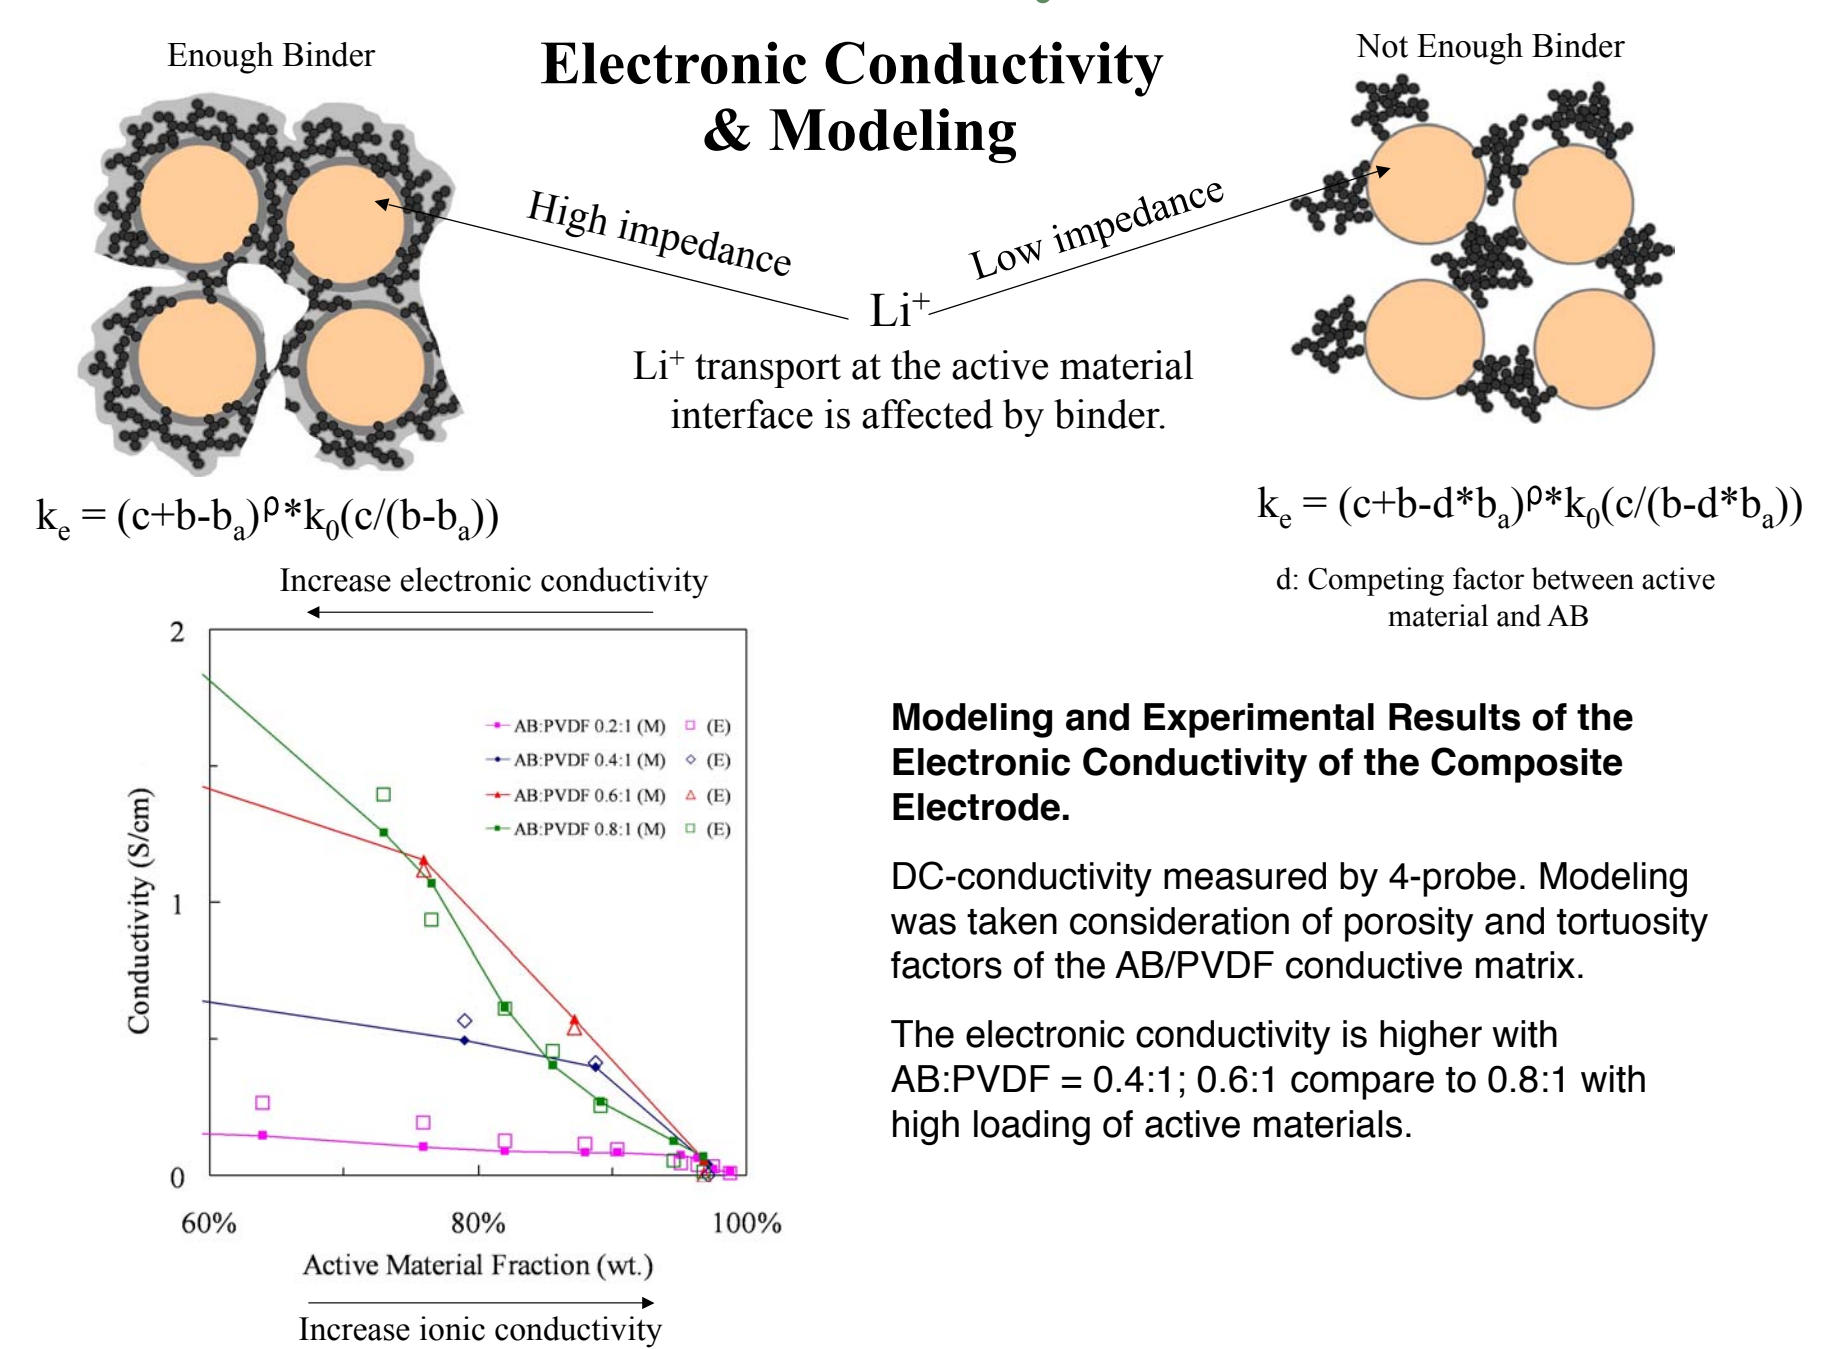 Electronic Conductivity
& Modeling
Enough Binder
Not Enough Binder
High impedance
Low impedance
Li⁺
Li⁺ transport at the active material
interface is affected by binder.
kₑ = (c+b-bₐ)ᵖ*k₀(c/(b-bₐ))
kₑ = (c+b-d*bₐ)ᵖ*k₀(c/(b-d*bₐ))
d: Competing factor between active
material and AB
Increase electronic conductivity
2
1
0
Conductivity (S/cm)
AB:PVDF 0.2:1 (M) (E)
AB:PVDF 0.4:1 (M) (E)
AB:PVDF 0.6:1 (M) (E)
AB:PVDF 0.8:1 (M) (E)
60% 80% 100%
Active Material Fraction (wt.)
Increase ionic conductivity
Modeling and Experimental Results of the
Electronic Conductivity of the Composite
Electrode.
DC-conductivity measured by 4-probe. Modeling
was taken consideration of porosity and tortuosity
factors of the AB/PVDF conductive matrix.
The electronic conductivity is higher with
AB:PVDF = 0.4:1; 0.6:1 compare to 0.8:1 with
high loading of active materials.